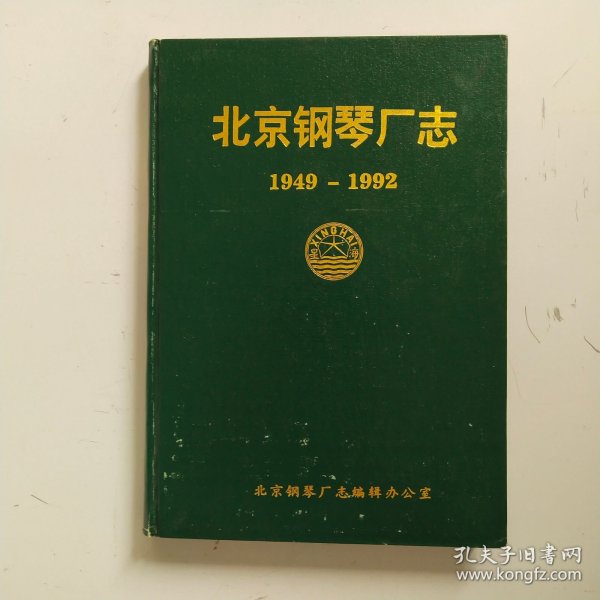 北京钢琴厂志
1949 - 1992
XINGHAI
北京钢琴厂志编辑办公室
孔夫子旧书网
www.kongfz.com